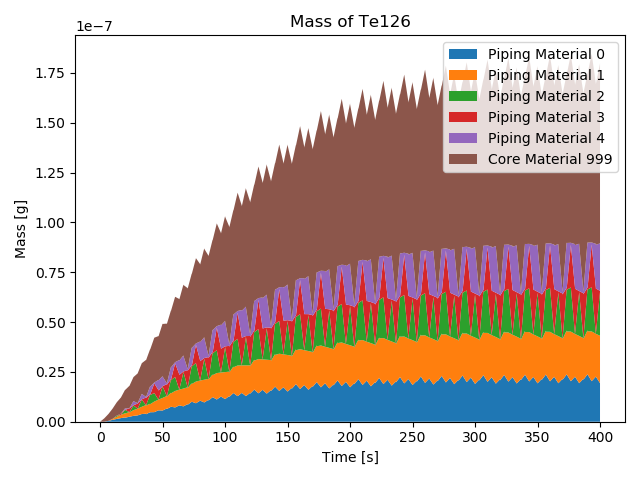 Mass of Te126
1e−7
Piping Material 0
Piping Material 1
Piping Material 2
Piping Material 3
Piping Material 4
Core Material 999
1.75
1.50
1.25
1.00
0.75
0.50
0.25
0.00
Mass [g]
0 50 100 150 200 250 300 350 400
Time [s]